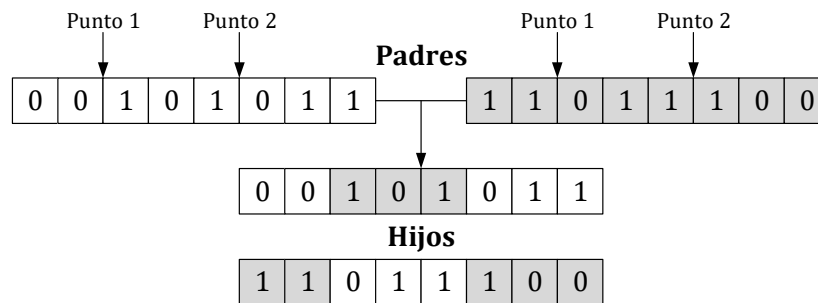 Punto 1 Punto 2 Punto 1 Punto 2
Padres
0 0 1 0 1 0 1 1 1 1 0 1 1 1 0 0
0 0 1 0 1 0 1 1
Hijos
1 1 0 1 1 1 0 0